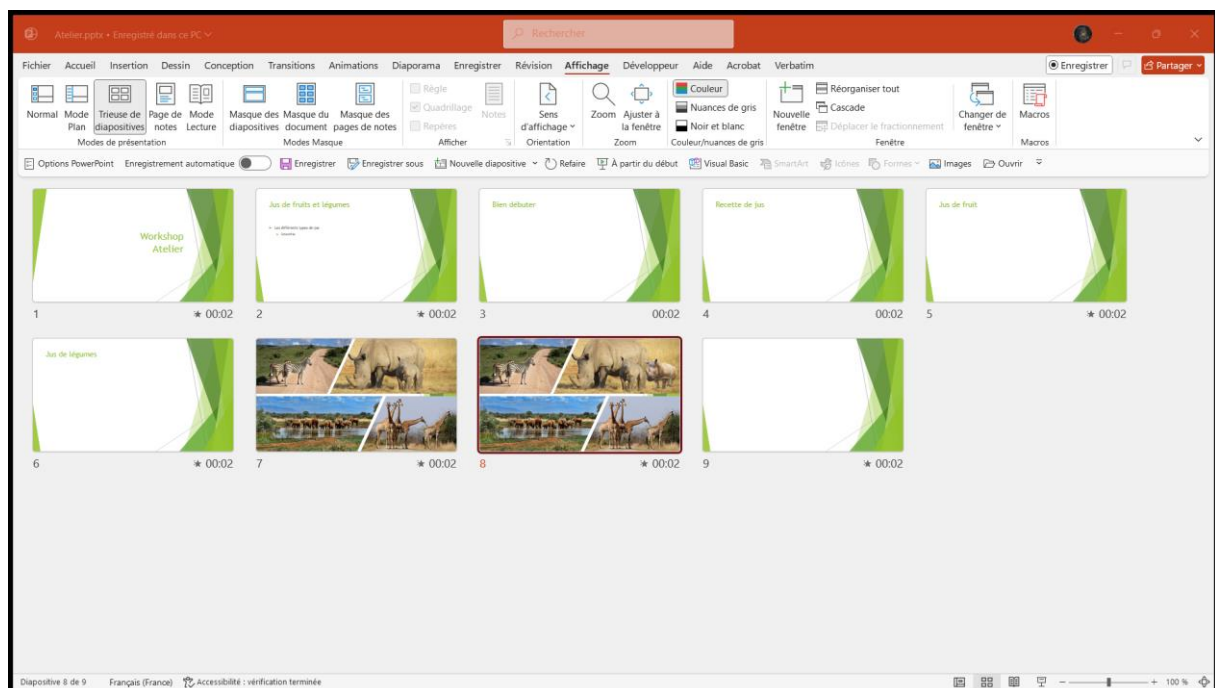 Atelier.pptx • Enregistré dans ce PC
Rechercher
Fichier Accueil Insertion Dessin Conception Transitions Animations Diaporama Enregistrer Révision Affichage Développeur Aide Acrobat Verbatim
Enregistrer Partager
Normal Mode Plan Trieuse de diapositives Page de notes Mode Lecture
Modes de présentation
Masque des diapositives Masque du document Masque des pages de notes
Modes Masque
Règle
Quadrillage
Repères
Notes
Afficher
Sens d'affichage
Orientation
Zoom Ajuster à la fenêtre
Zoom
Couleur
Nuances de gris
Noir et blanc
Couleur/nuances de gris
Nouvelle fenêtre
Réorganiser tout
Cascade
Déplacer le fractionnement
Changer de fenêtre
Fenêtre
Macros
Macros
Options PowerPoint Enregistrement automatique Enregistrer Enregistrer sous Nouvelle diapositive Refaire À partir du début Visual Basic SmartArt Icônes Formes Images Ouvrir
Workshop
Atelier
1 00:02
Jus de fruits et légumes
Les différents types de jus
2 00:02
Bien débuter
3 00:02
Recette de jus
4 00:02
Jus de fruit
5 00:02
Jus de légumes
6 00:02
7 00:02
8 00:02
9 00:02
Diapositive 8 de 9 Français (France) Accessibilité : vérification terminée 100 %